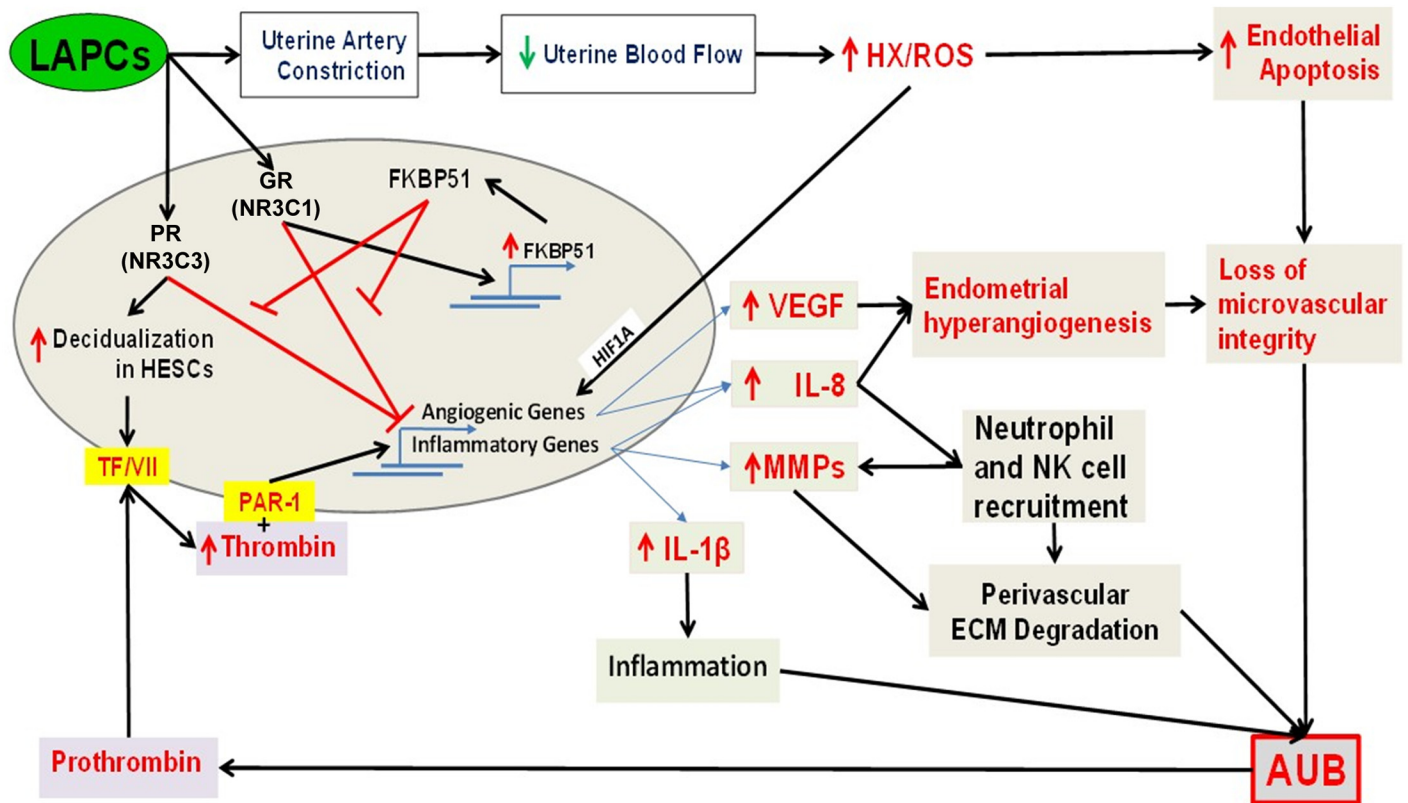 LAPCs
Uterine Artery
Constriction
Uterine Blood Flow
HX/ROS
Endothelial
Apoptosis
GR
(NR3C1)
FKBP51
PR
(NR3C3)
FKBP51
Decidualization
in HESCs
HIF1A
Angiogenic Genes
Inflammatory Genes
TF/VII
PAR-1
+
Thrombin
VEGF
IL-8
MMPs
IL-1β
Endometrial
hyperangiogenesis
Loss of
microvascular
integrity
Neutrophil
and NK cell
recruitment
Perivascular
ECM Degradation
Inflammation
Prothrombin
AUB